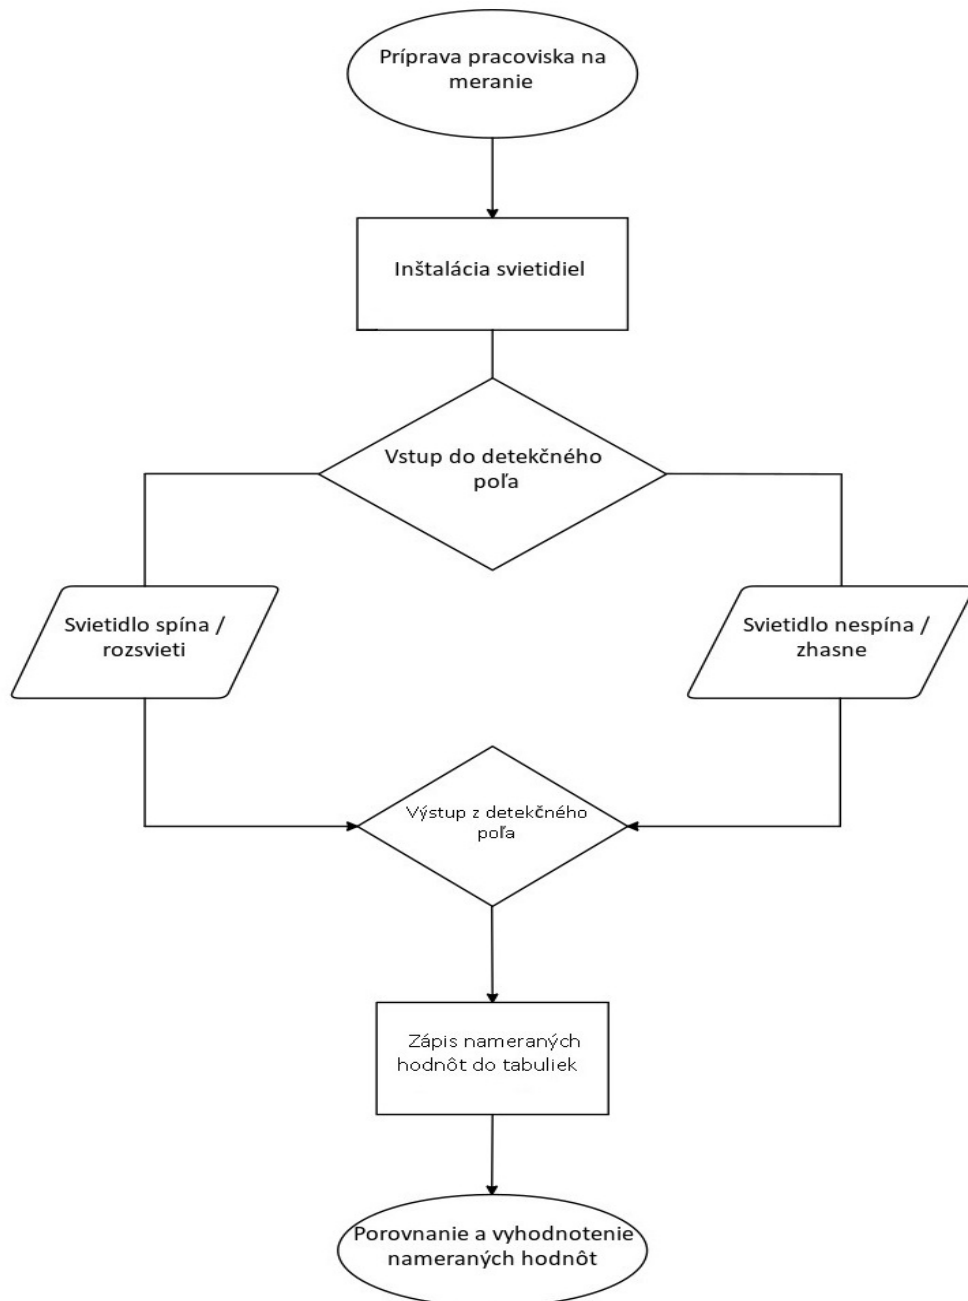 Príprava pracoviska na
meranie
Inštalácia svietidiel
Vstup do detekčného
poľa
Svietidlo spína /
rozsvieti
Svietidlo nespína /
zhasne
Výstup z detekčného
poľa
Zápis nameraných
hodnôt do tabuliek
Porovnanie a vyhodnotenie
nameraných hodnôt